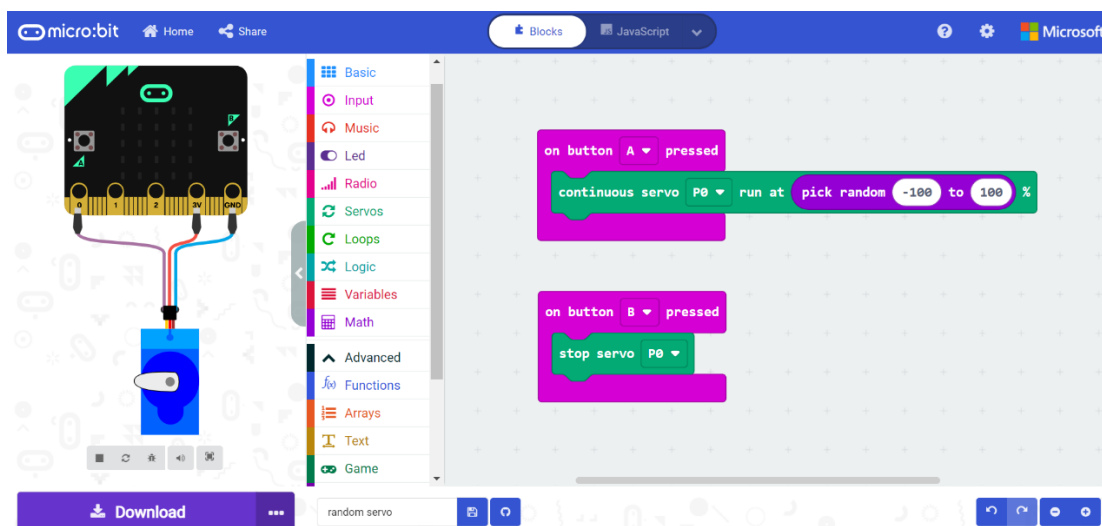 micro:bit Home Share Blocks JavaScript Microsoft
Basic
Input
Music
Led
Radio
Servos
Loops
Logic
Variables
Math
Advanced
Functions
Arrays
Text
Game
A
B
0 1 2 3V GND
on button A pressed
continuous servo P0 run at pick random -100 to 100 %
on button B pressed
stop servo P0
Download random servo